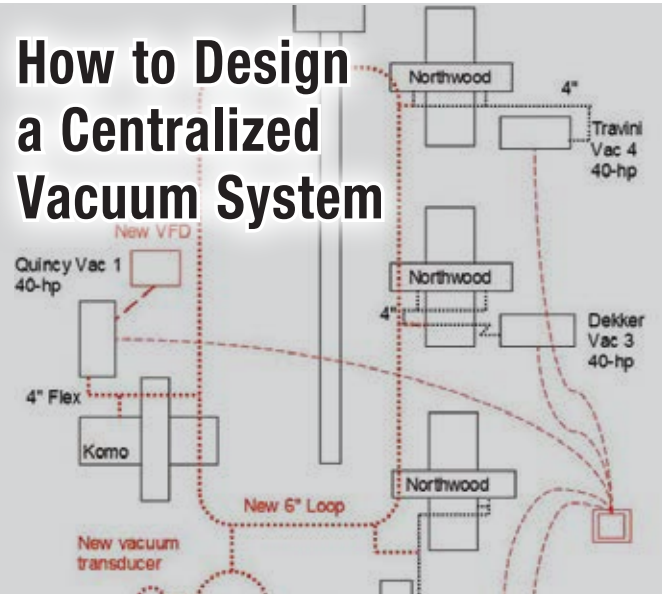 How to Design
a Centralized
Vacuum System
Northwood
4"
Travini
Vac 4
40-hp
New VFD
Quincy Vac 1
40-hp
Northwood
4"
Dekker
Vac 3
40-hp
4" Flex
Komo
Northwood
New 6" Loop
New vacuum
transducer